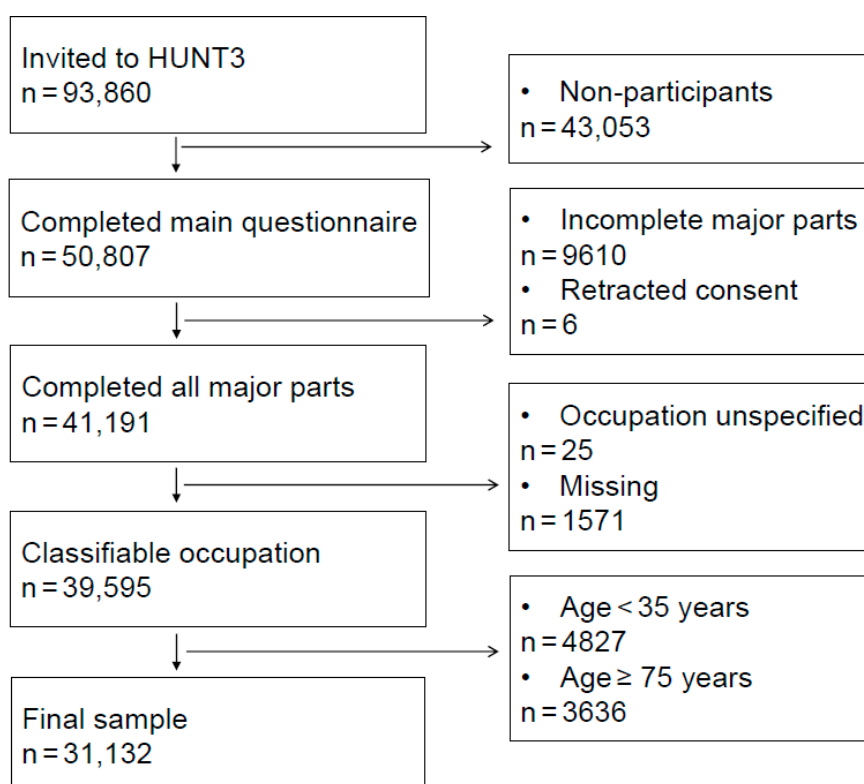 Invited to HUNT3
n = 93,860
• Non-participants
n = 43,053
Completed main questionnaire
n = 50,807
• Incomplete major parts
n = 9610
• Retracted consent
n = 6
Completed all major parts
n = 41,191
• Occupation unspecified
n = 25
• Missing
n = 1571
Classifiable occupation
n = 39,595
• Age < 35 years
n = 4827
• Age ≥ 75 years
n = 3636
Final sample
n = 31,132